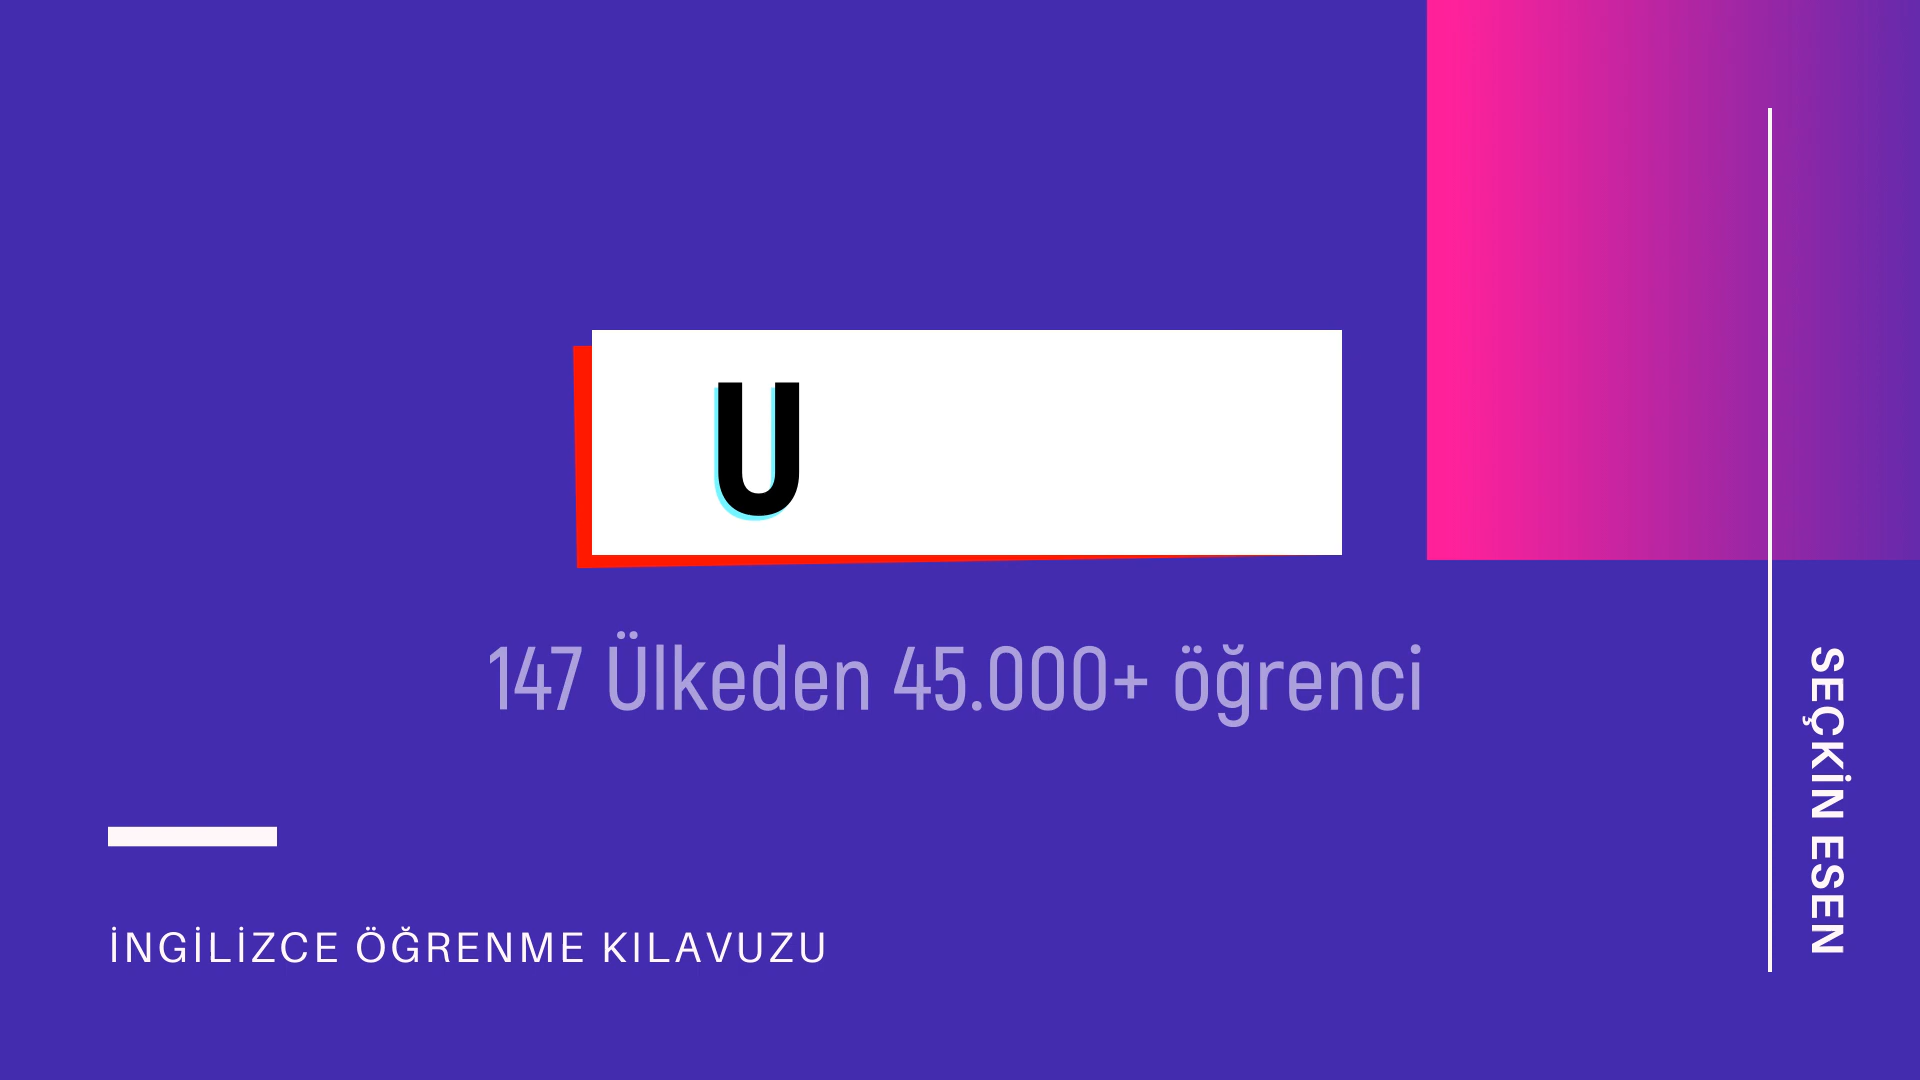 U
147 Ülkeden 45.000+ öğrenci
İNGİLİZCE ÖĞRENME KILAVUZU
SEÇKİN ESEN